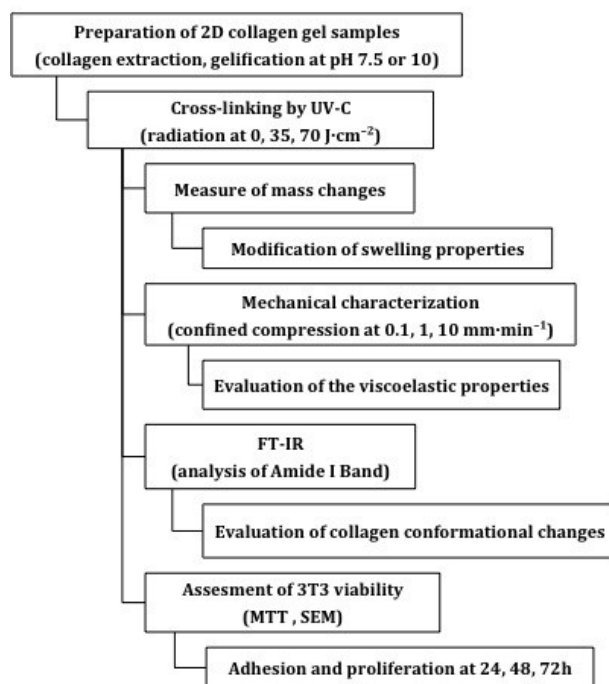 Preparation of 2D collagen gel samples
(collagen extraction, gelification at pH 7.5 or 10)
Cross-linking by UV-C
(radiation at 0, 35, 70 J·cm⁻²)
Measure of mass changes
Modification of swelling properties
Mechanical characterization
(confined compression at 0.1, 1, 10 mm·min⁻¹)
Evaluation of the viscoelastic properties
FT-IR
(analysis of Amide I Band)
Evaluation of collagen conformational changes
Assesment of 3T3 viability
(MTT , SEM)
Adhesion and proliferation at 24, 48, 72h